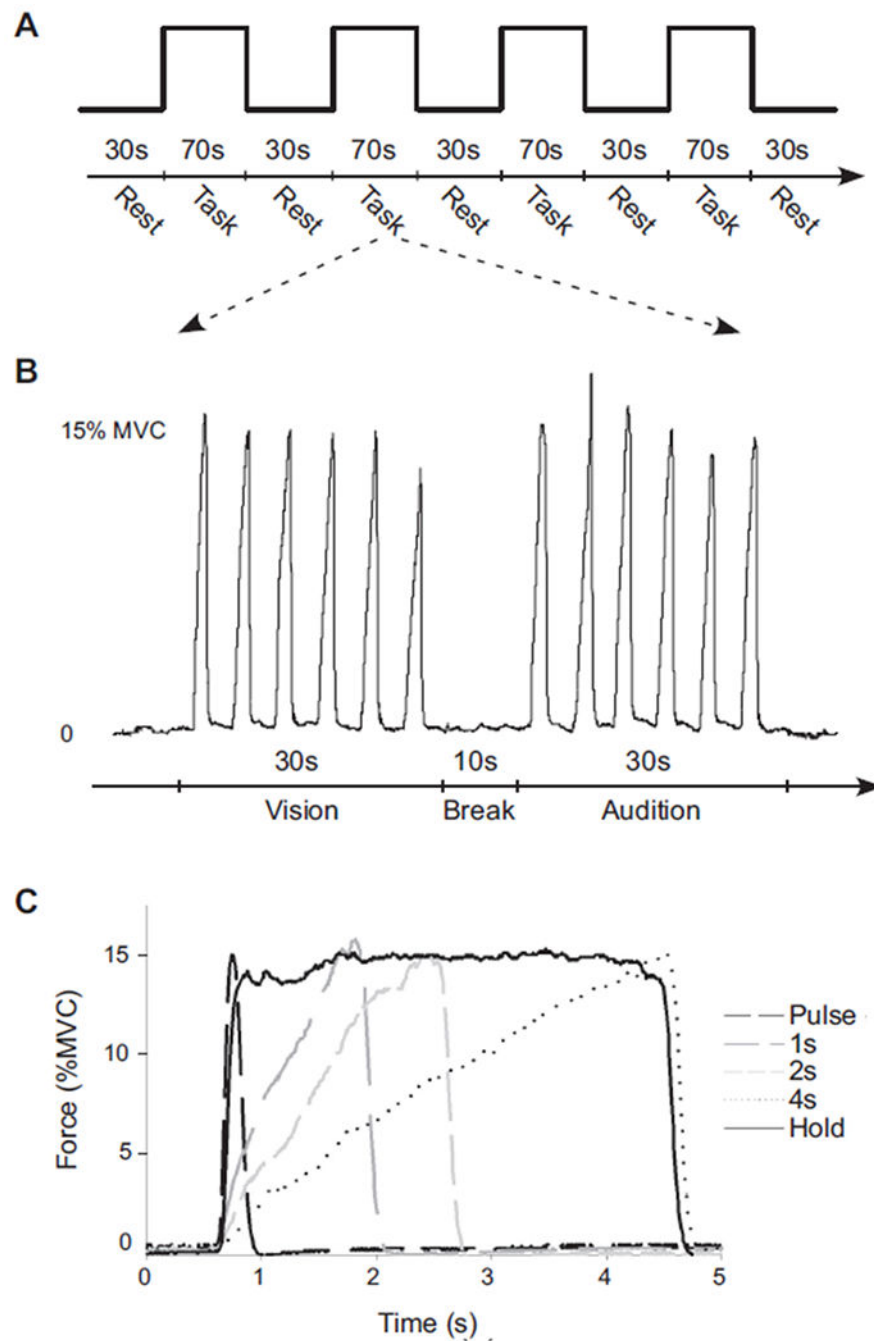 A
30s 70s 30s 70s 30s 70s 30s 70s 30s
Rest Task Rest Task Rest Task Rest Task Rest
B
15% MVC
0
30s 10s 30s
Vision Break Audition
C
Force (%MVC)
15
10
5
0
0 1 2 3 4 5
Time (s)
Pulse
1s
2s
4s
Hold